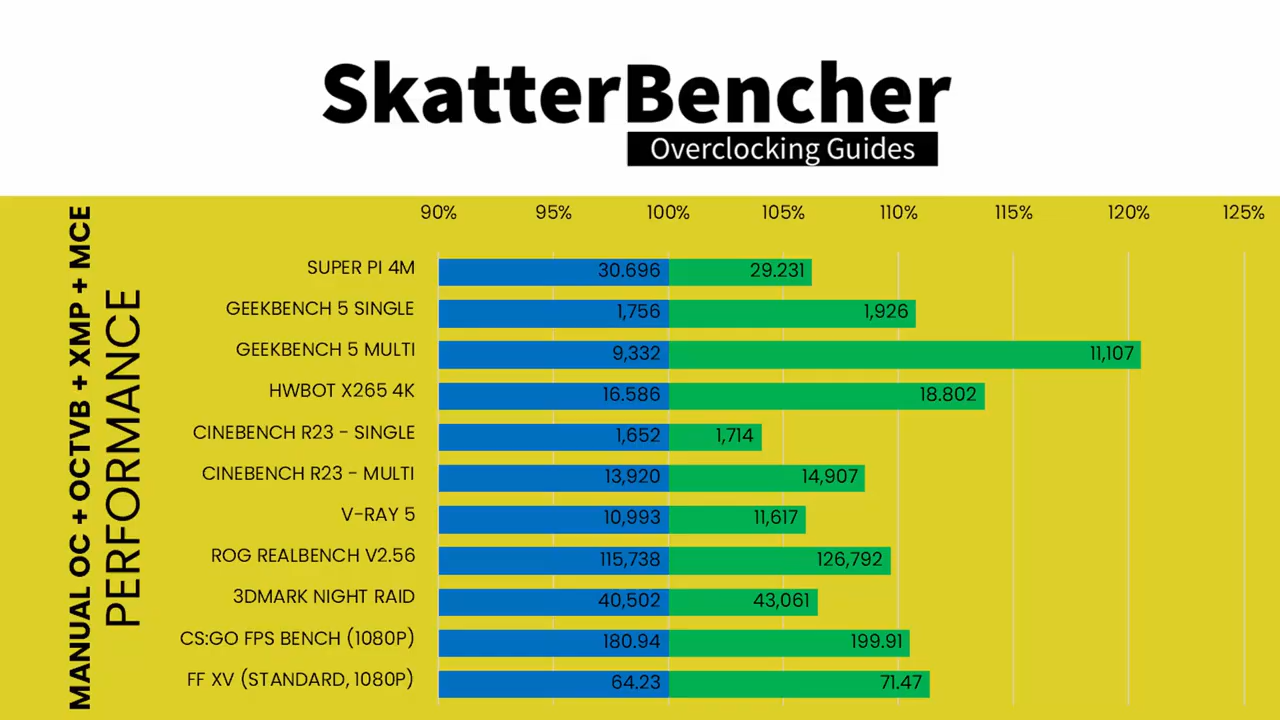 SkatterBencher
Overclocking Guides
MANUAL OC + OCTVB + XMP + MCE
PERFORMANCE
90% 95% 100% 105% 110% 115% 120% 125%
SUPER PI 4M 30.696 29.231
GEEKBENCH 5 SINGLE 1,756 1,926
GEEKBENCH 5 MULTI 9,332 11,107
HWBOT X265 4K 16.586 18.802
CINEBENCH R23 - SINGLE 1,652 1,714
CINEBENCH R23 - MULTI 13,920 14,907
V-RAY 5 10,993 11,617
ROG REALBENCH V2.56 115,738 126,792
3DMARK NIGHT RAID 40,502 43,061
CS:GO FPS BENCH (1080P) 180.94 199.91
FF XV (STANDARD, 1080P) 64.23 71.47